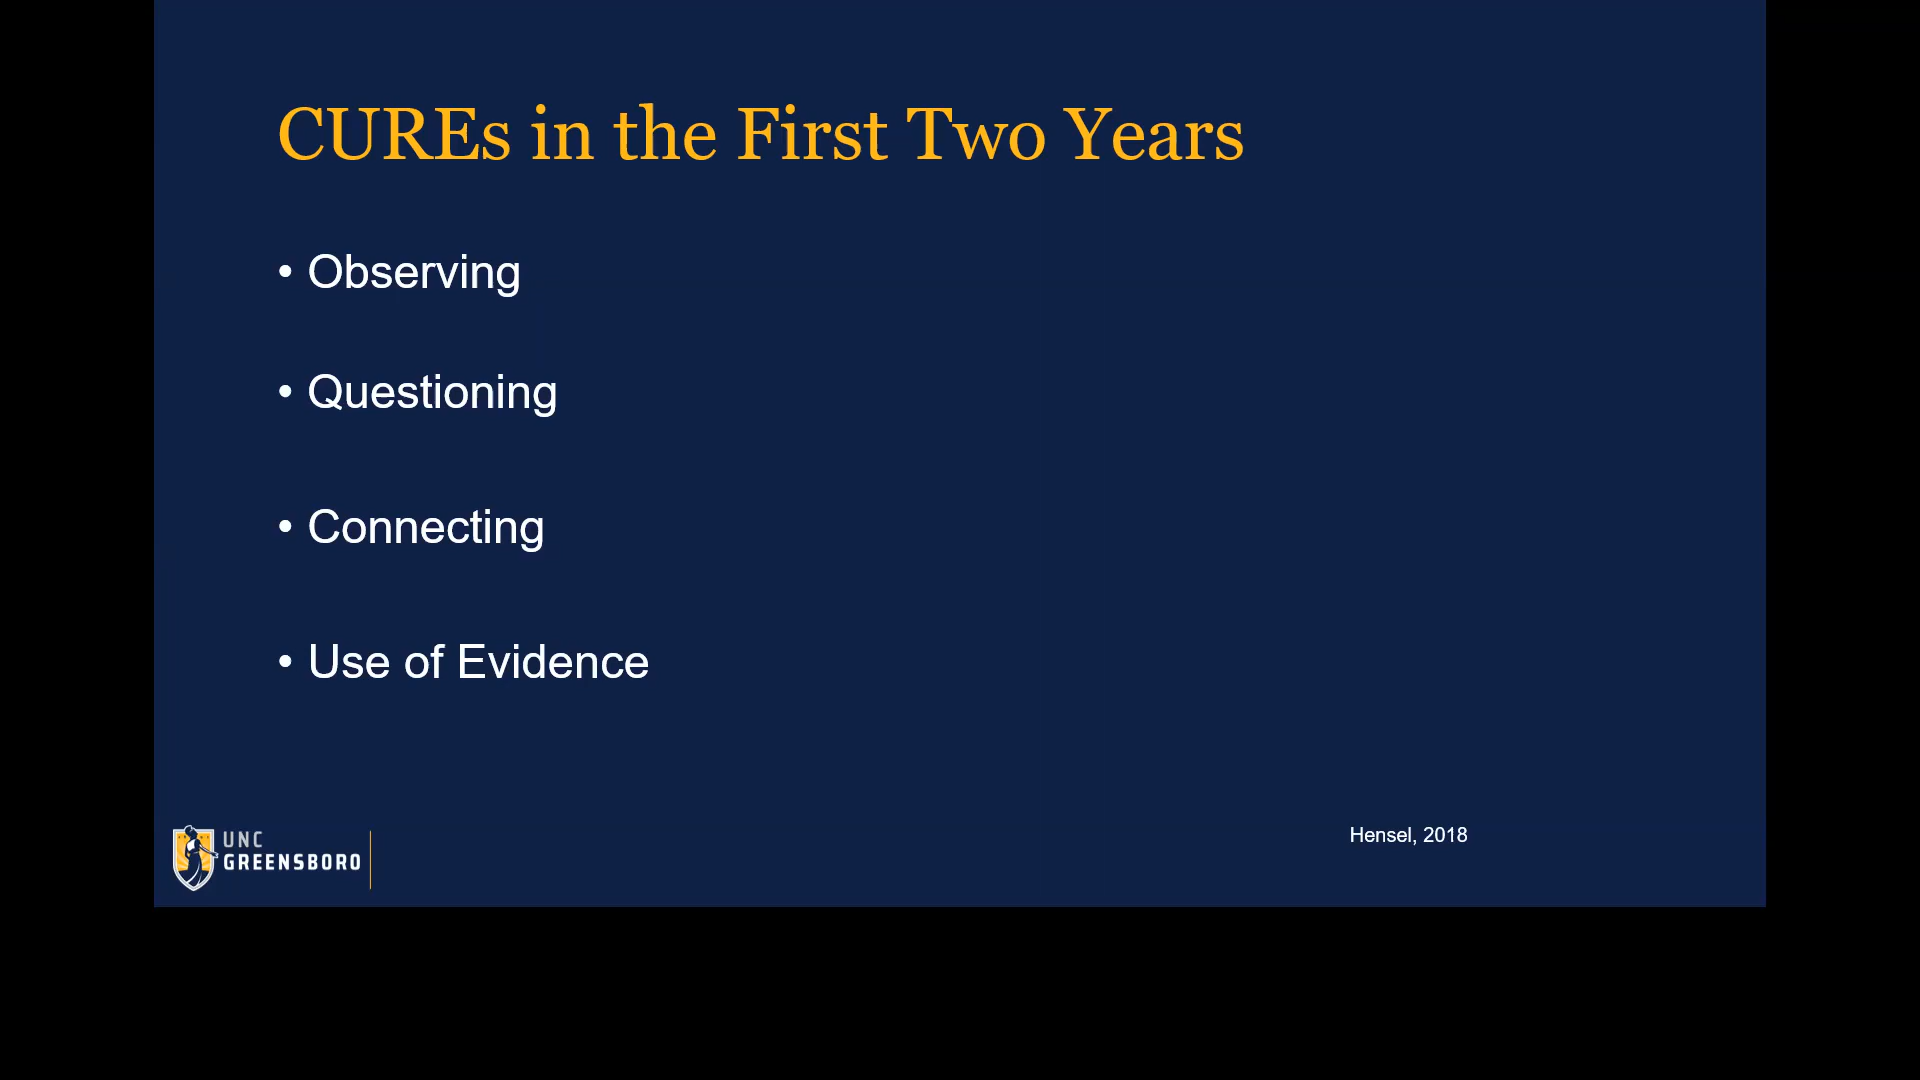 CUREs in the First Two Years
• Observing
• Questioning
• Connecting
• Use of Evidence
UNC
GREENSBORO
Hensel, 2018